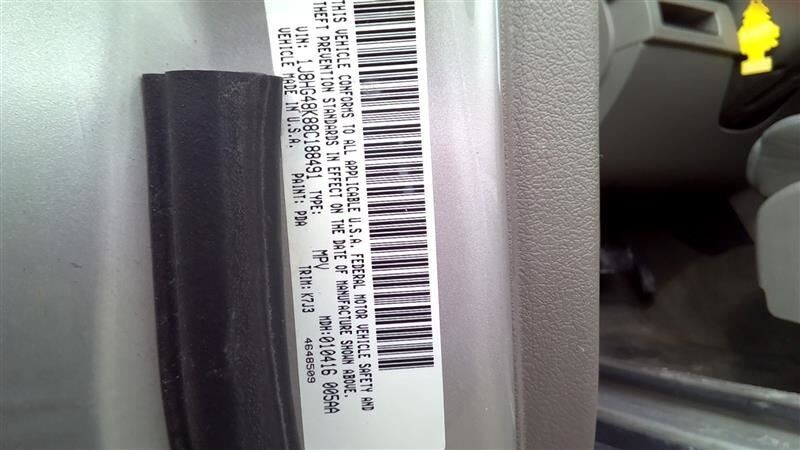 THIS VEHICLE CONFORMS TO ALL APPLICABLE U.S.A. FEDERAL MOTOR VEHICLE SAFETY AND
THEFT PREVENTION STANDARDS IN EFFECT ON THE DATE OF MANUFACTURE SHOWN ABOVE.
VIN: 1J8HG48K88C188491 TYPE: MPV MDH:010416 005AA
VEHICLE MADE IN U.S.A. PAINT: PDA TRIM:K7J3 4648509